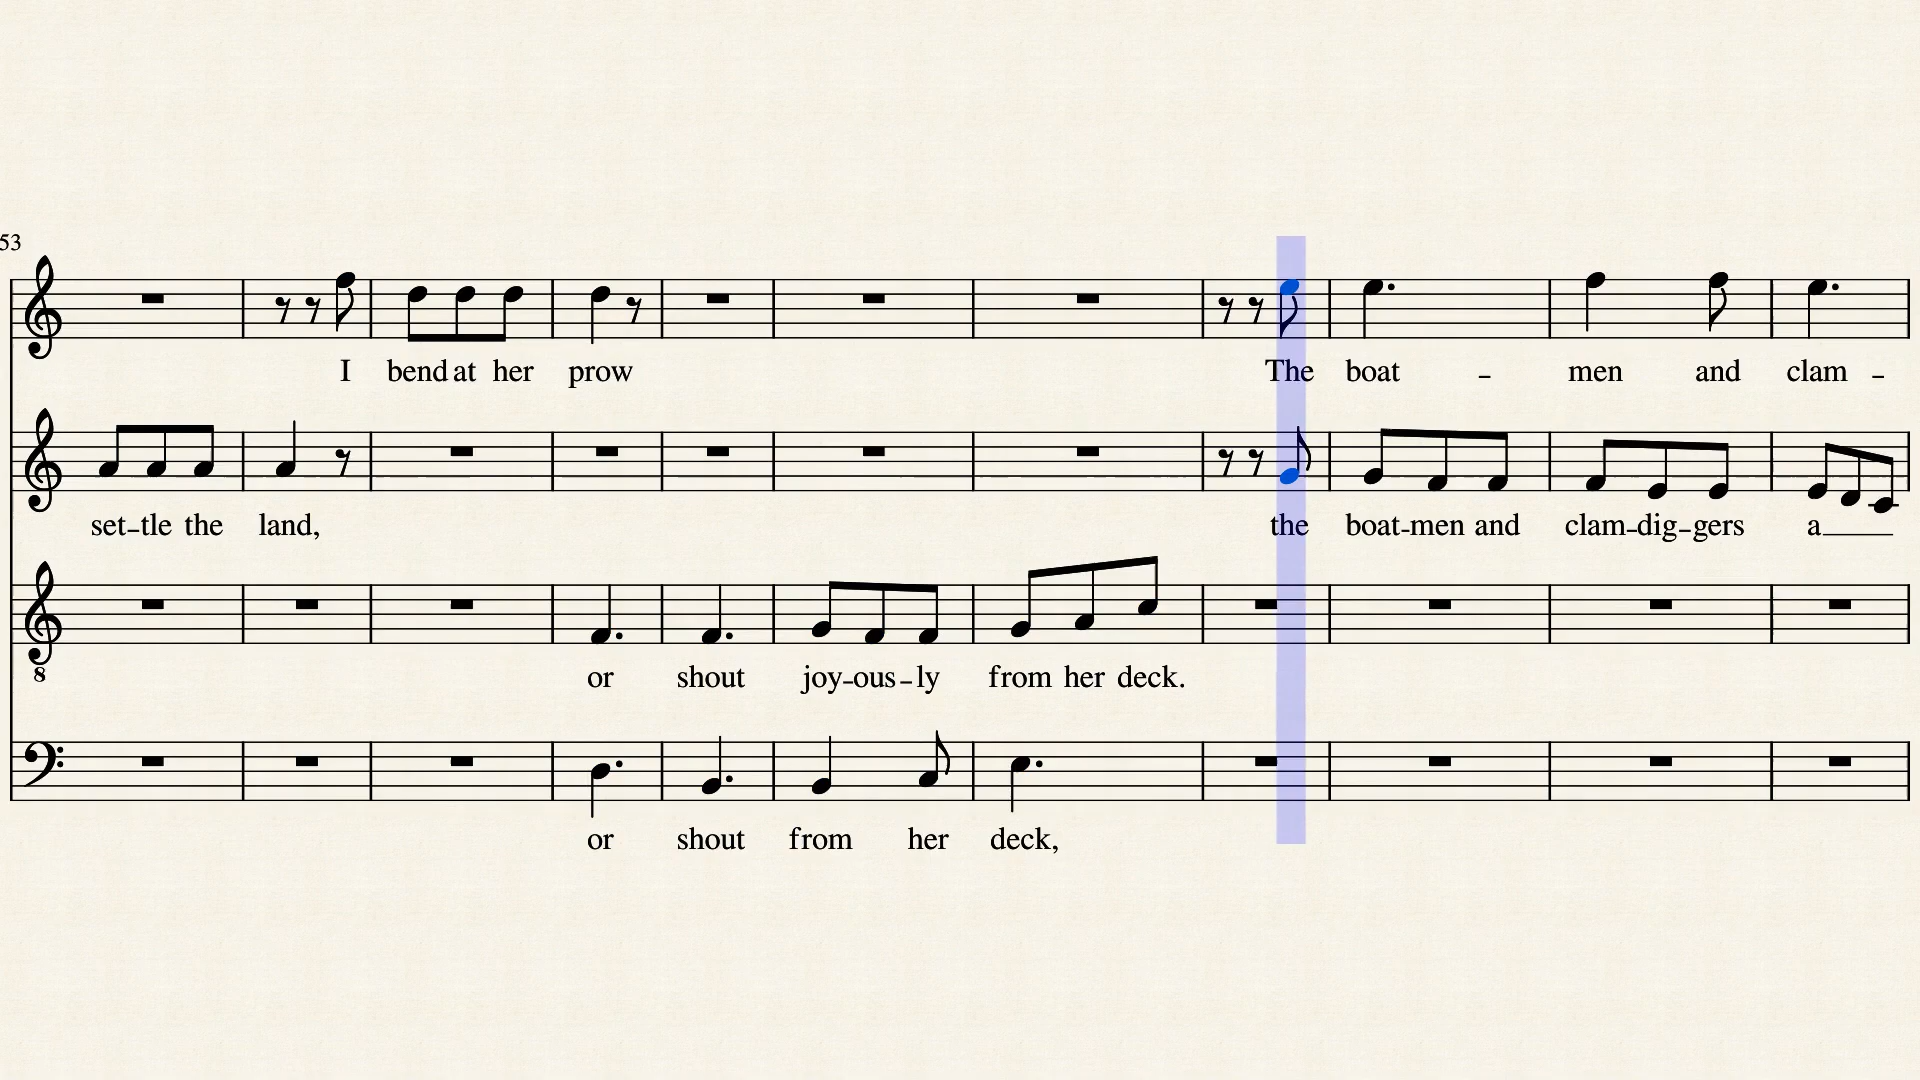 53
I bend at her prow The boat - men and clam -
set-tle the land, the boat-men and clam-dig-gers a
8
or shout joy-ous-ly from her deck.
or shout from her deck,